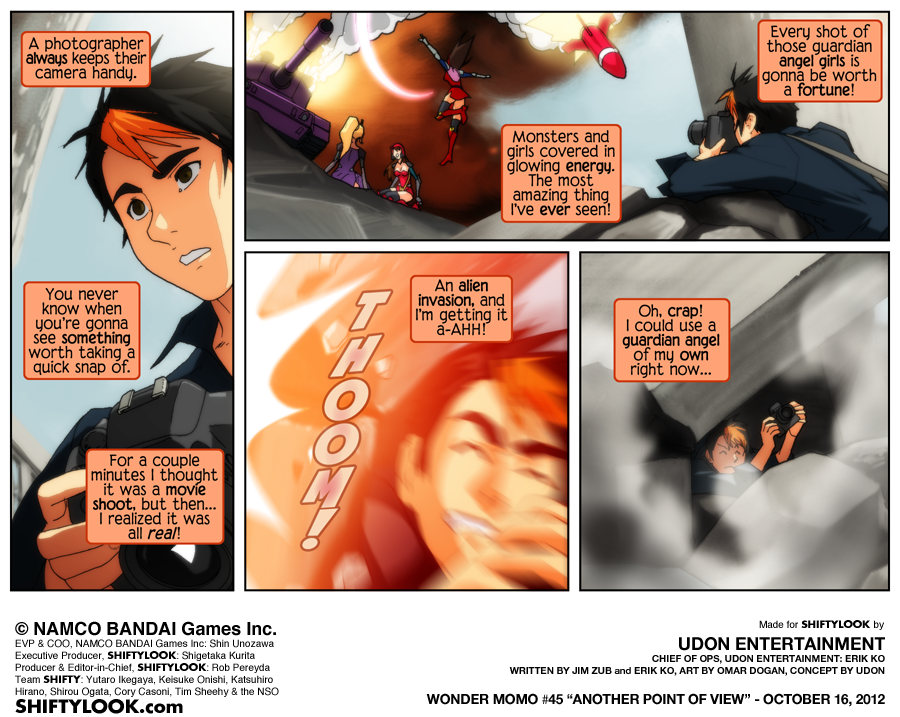 A photographer
always keeps their
camera handy.
You never
know when
you're gonna
see something
worth taking a
quick snap of.
For a couple
minutes I thought
it was a movie
shoot, but then...
I realized it was
all real!
Every shot of
those guardian
angel girls is
gonna be worth
a fortune!
Monsters and
girls covered in
glowing energy.
The most
amazing thing
I've ever seen!
An alien
invasion, and
I'm getting it
a-AHH!
THOOM!
Oh, crap!
I could use a
guardian angel
of my own
right now...
© NAMCO BANDAI Games Inc.
EVP & COO, NAMCO BANDAI Games Inc: Shin Unozawa
Executive Producer, SHIFTYLOOK: Shigetaka Kurita
Producer & Editor-in-Chief, SHIFTYLOOK: Rob Pereyda
Team SHIFTY: Yutaro Ikegaya, Keisuke Onishi, Katsuhiro
Hirano, Shirou Ogata, Cory Casoni, Tim Sheehy & the NSO
SHIFTYLOOK.com
Made for SHIFTYLOOK by
UDON ENTERTAINMENT
CHIEF OF OPS, UDON ENTERTAINMENT: ERIK KO
WRITTEN BY JIM ZUB and ERIK KO, ART BY OMAR DOGAN, CONCEPT BY UDON
WONDER MOMO #45 "ANOTHER POINT OF VIEW" - OCTOBER 16, 2012